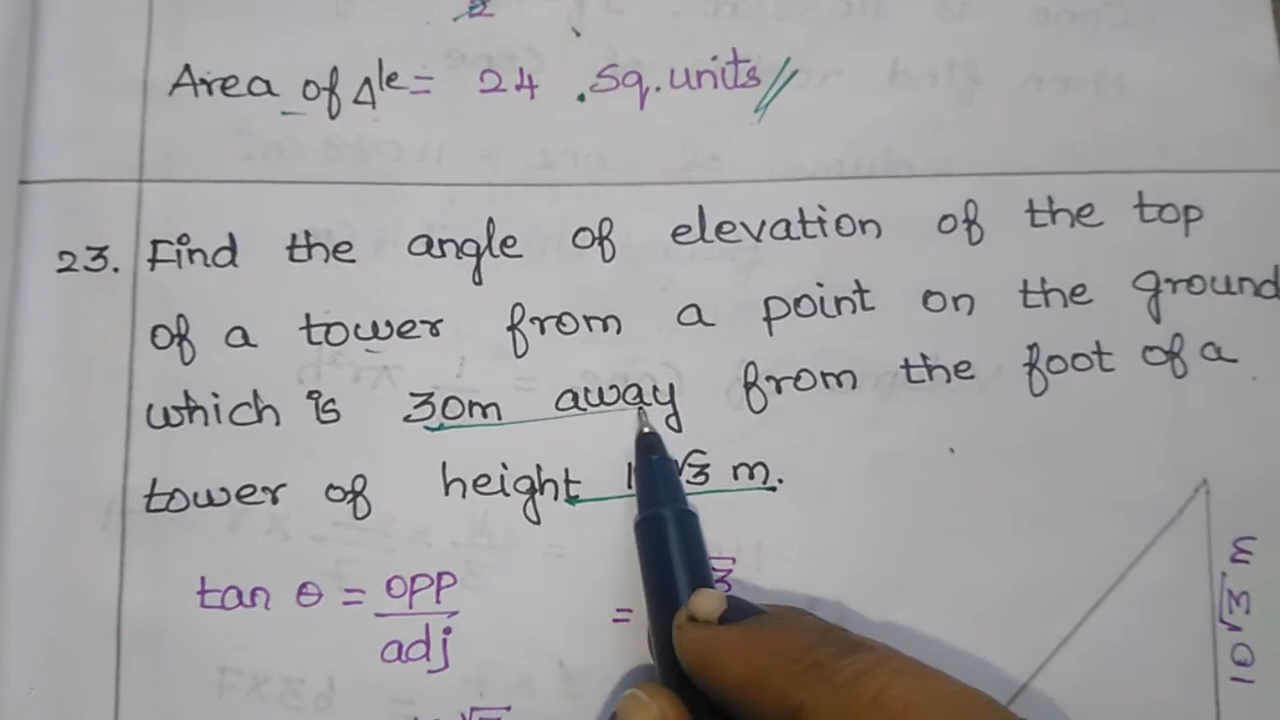 Area of Δle = 24 .Sq.units//
23. Find the angle of elevation of the top
of a tower from a point on the ground
which is 30m away from the foot of a
tower of height √3 m.
tan θ = opp/adj =
10√3 m